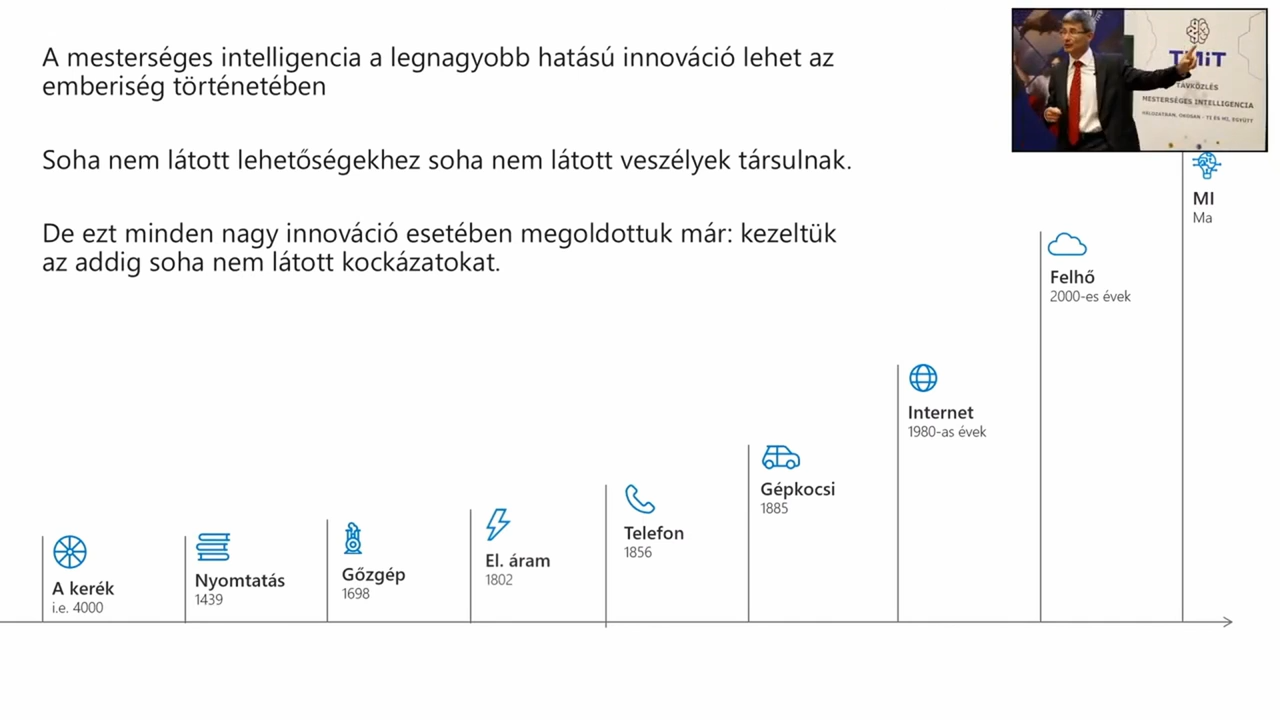 A mesterséges intelligencia a legnagyobb hatású innováció lehet az
emberiség történetében
Soha nem látott lehetőségekhez soha nem látott veszélyek társulnak.
De ezt minden nagy innováció esetében megoldottuk már: kezeltük
az addig soha nem látott kockázatokat.
TMiT
TÁVKÖZLÉS
MESTERSÉGES INTELLIGENCIA
MI
Ma
Felhő
2000-es évek
Internet
1980-as évek
Gépkocsi
1885
Telefon
1856
El. áram
1802
Gőzgép
1698
Nyomtatás
1439
A kerék
i.e. 4000